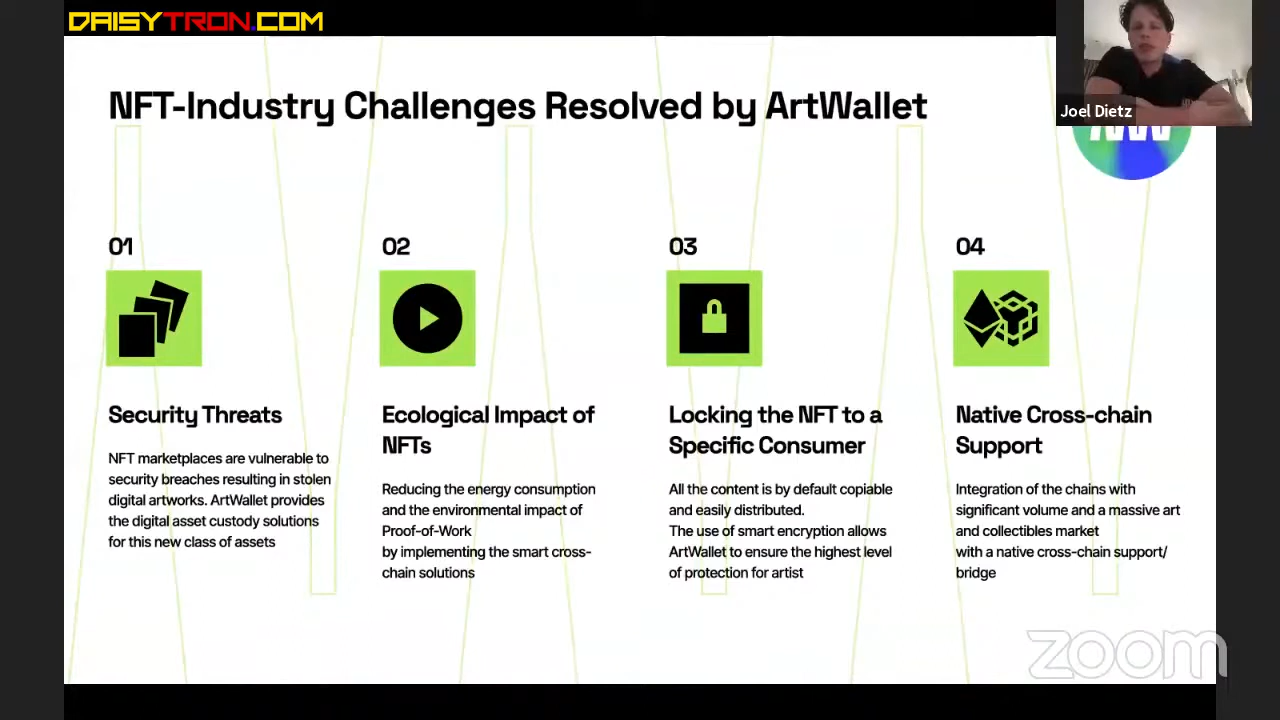 DAISYTRON.COM
NFT-Industry Challenges Resolved by ArtWallet
Joel Dietz
01
02
03
04
Security Threats
NFT marketplaces are vulnerable to
security breaches resulting in stolen
digital artworks. ArtWallet provides
the digital asset custody solutions
for this new class of assets
Ecological Impact of
NFTs
Reducing the energy consumption
and the environmental impact of
Proof-of-Work
by implementing the smart cross-
chain solutions
Locking the NFT to a
Specific Consumer
All the content is by default copiable
and easily distributed.
The use of smart encryption allows
ArtWallet to ensure the highest level
of protection for artist
Native Cross-chain
Support
Integration of the chains with
significant volume and a massive art
and collectibles market
with a native cross-chain support/
bridge
zoom